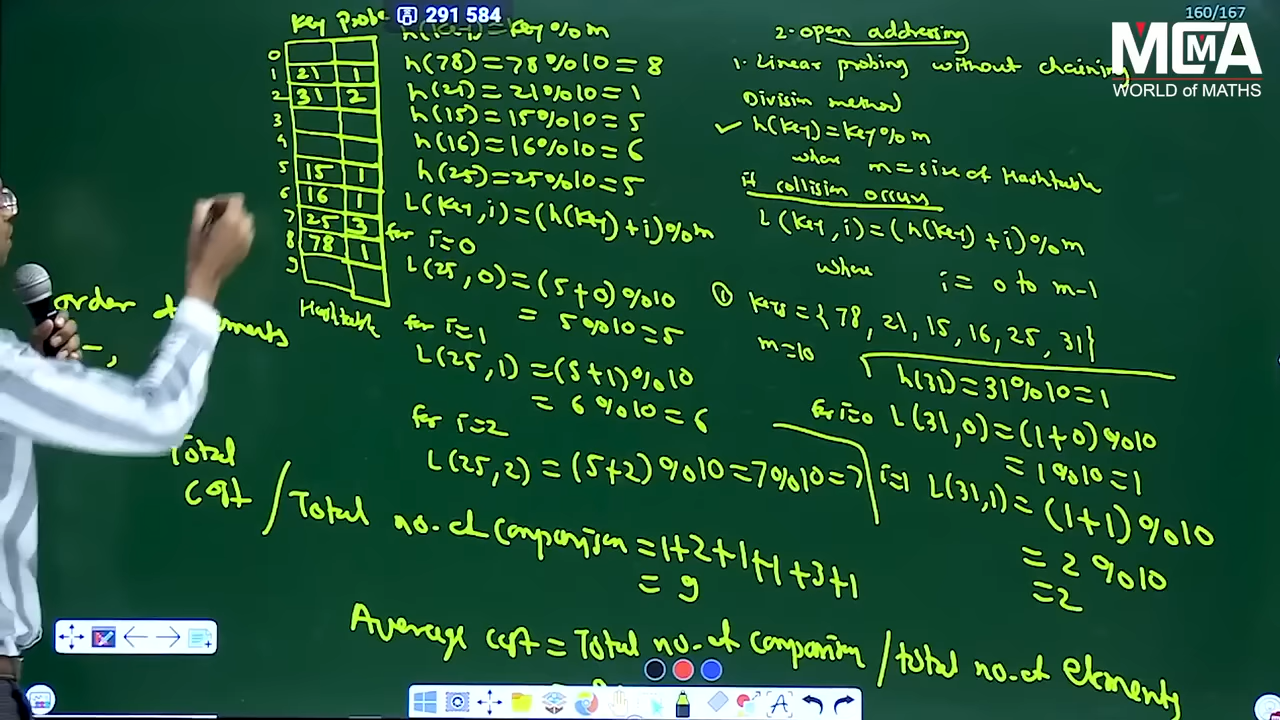 291 584
160/167
MCA
CMA
WORLD of MATHS
Key Probe
0
1 21 1
2 31 2
3
4
5 15 1
6 16 1
7 25 3
8 78 1
9
Hashtable
order of elements
-,
h(key)=key%m
h(78)=78%10=8
h(21)=21%10=1
h(15)=15%10=5
h(16)=16%10=6
h(25)=25%10=5
L(key,i)=(h(key)+i)%m
for i=0
L(25,0)=(5+0)%10
=5%10=5
for i=1
L(25,1)=(5+1)%10
=6%10=6
for i=2
L(25,2)=(5+2)%10=7%10=7
2. open addressing
1. Linear probing without chaining
Division method
✓ h(key)=key%m
where m=size of Hashtable
if collision occurs
L(key,i)=(h(key)+i)%m
where i=0 to m-1
① keys={78, 21, 15, 16, 25, 31}
m=10
h(31)=31%10=1
for i=0 L(31,0)=(1+0)%10
=1%10=1
i=1 L(31,1)=(1+1)%10
=2%10
=2
Total
cost / Total no. of comparison =1+2+1+1+3+1
=9
Average cost = Total no. of comparison / total no. of elements